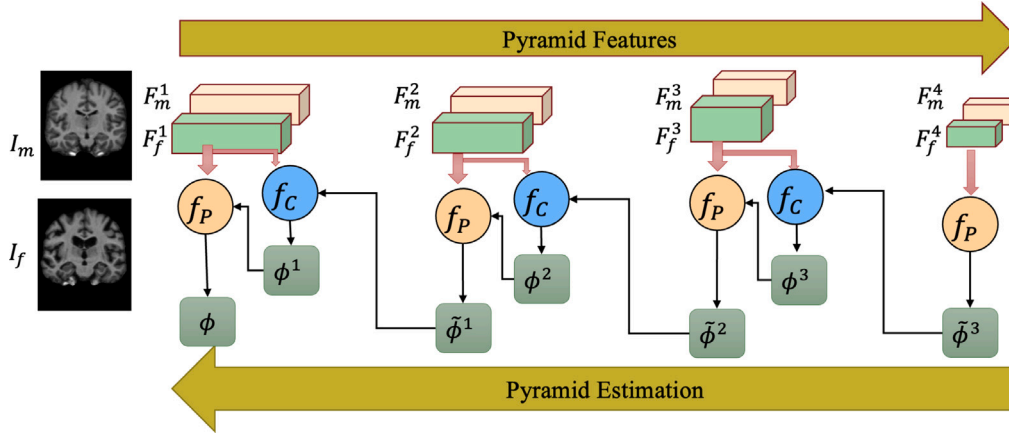 Pyramid Features
F_m^1 F_m^2 F_m^3 F_m^4
I_m F_f^1 F_f^2 F_f^3 F_f^4
f_P f_C f_P f_C f_P f_C f_P
I_f ϕ^1 ϕ^2 ϕ^3
ϕ ϕ̃^1 ϕ̃^2 ϕ̃^3
Pyramid Estimation